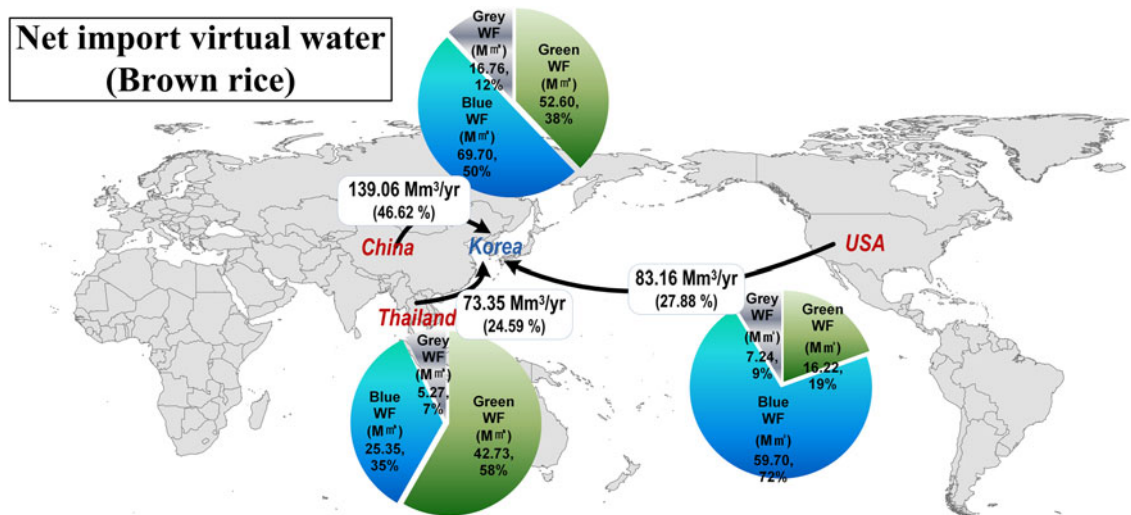 Net import virtual water
(Brown rice)
Grey
WF
(M㎥)
16.76,
12%
Green
WF
(M㎥)
52.60,
38%
Blue
WF
(M㎥)
69.70,
50%
139.06 Mm³/yr
(46.62 %)
China
Korea
USA
83.16 Mm³/yr
(27.88 %)
73.35 Mm³/yr
(24.59 %)
Thailand
Grey
WF
(M㎥)
5.27,
7%
Blue
WF
(M㎥)
25.35,
35%
Green
WF
(M㎥)
42.73,
58%
Grey
WF
(M㎥)
7.24,
9%
Green
WF
(M㎥)
16.22,
19%
Blue
WF
(M㎥)
59.70,
72%